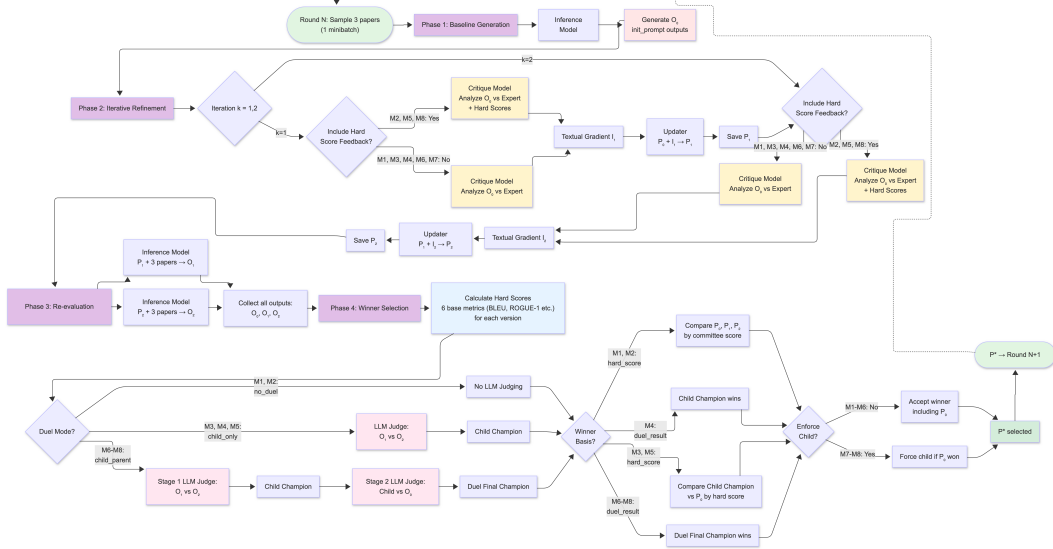 Round N: Sample 3 papers
(1 minibatch)
Phase 1: Baseline Generation
Inference
Model
Generate O₀
init_prompt outputs
Phase 2: Iterative Refinement
Iteration k = 1,2
k=2
k=1
Include Hard
Score Feedback?
M2, M5, M8: Yes
M1, M3, M4, M6, M7: No
Critique Model
Analyze O₀ vs Expert
+ Hard Scores
Critique Model
Analyze O₀ vs Expert
Textual Gradient I₁
Updater
P₀ + I₁ → P₁
Save P₁
Include Hard
Score Feedback?
M1, M3, M4, M6, M7: No
M2, M5, M8: Yes
Critique Model
Analyze O₀ vs Expert
Critique Model
Analyze O₀ vs Expert
+ Hard Scores
Textual Gradient I₂
Updater
P₁ + I₂ → P₂
Save P₂
Phase 3: Re-evaluation
Inference Model
P₁ + 3 papers → O₁
Inference Model
P₂ + 3 papers → O₂
Collect all outputs:
O₀, O₁, O₂
Phase 4: Winner Selection
Calculate Hard Scores
6 base metrics (BLEU, ROGUE-1 etc.)
for each version
Duel Mode?
M1, M2:
no_duel
No LLM Judging
M3, M4, M5:
child_only
LLM Judge:
O₁ vs O₂
Child Champion
M6-M8:
child_parent
Stage 1 LLM Judge:
O₁ vs O₂
Child Champion
Stage 2 LLM Judge:
Child vs O₀
Duel Final Champion
Winner
Basis?
M1, M2:
hard_score
Compare P₀, P₁, P₂
by committee score
M4:
duel_result
Child Champion wins
M3, M5:
hard_score
Compare Child Champion
vs P₀ by hard score
M6-M8:
duel_result
Duel Final Champion wins
Enforce
Child?
M1-M6: No
Accept winner
including P₀
M7-M8: Yes
Force child if P₀ won
P* selected
P* → Round N+1